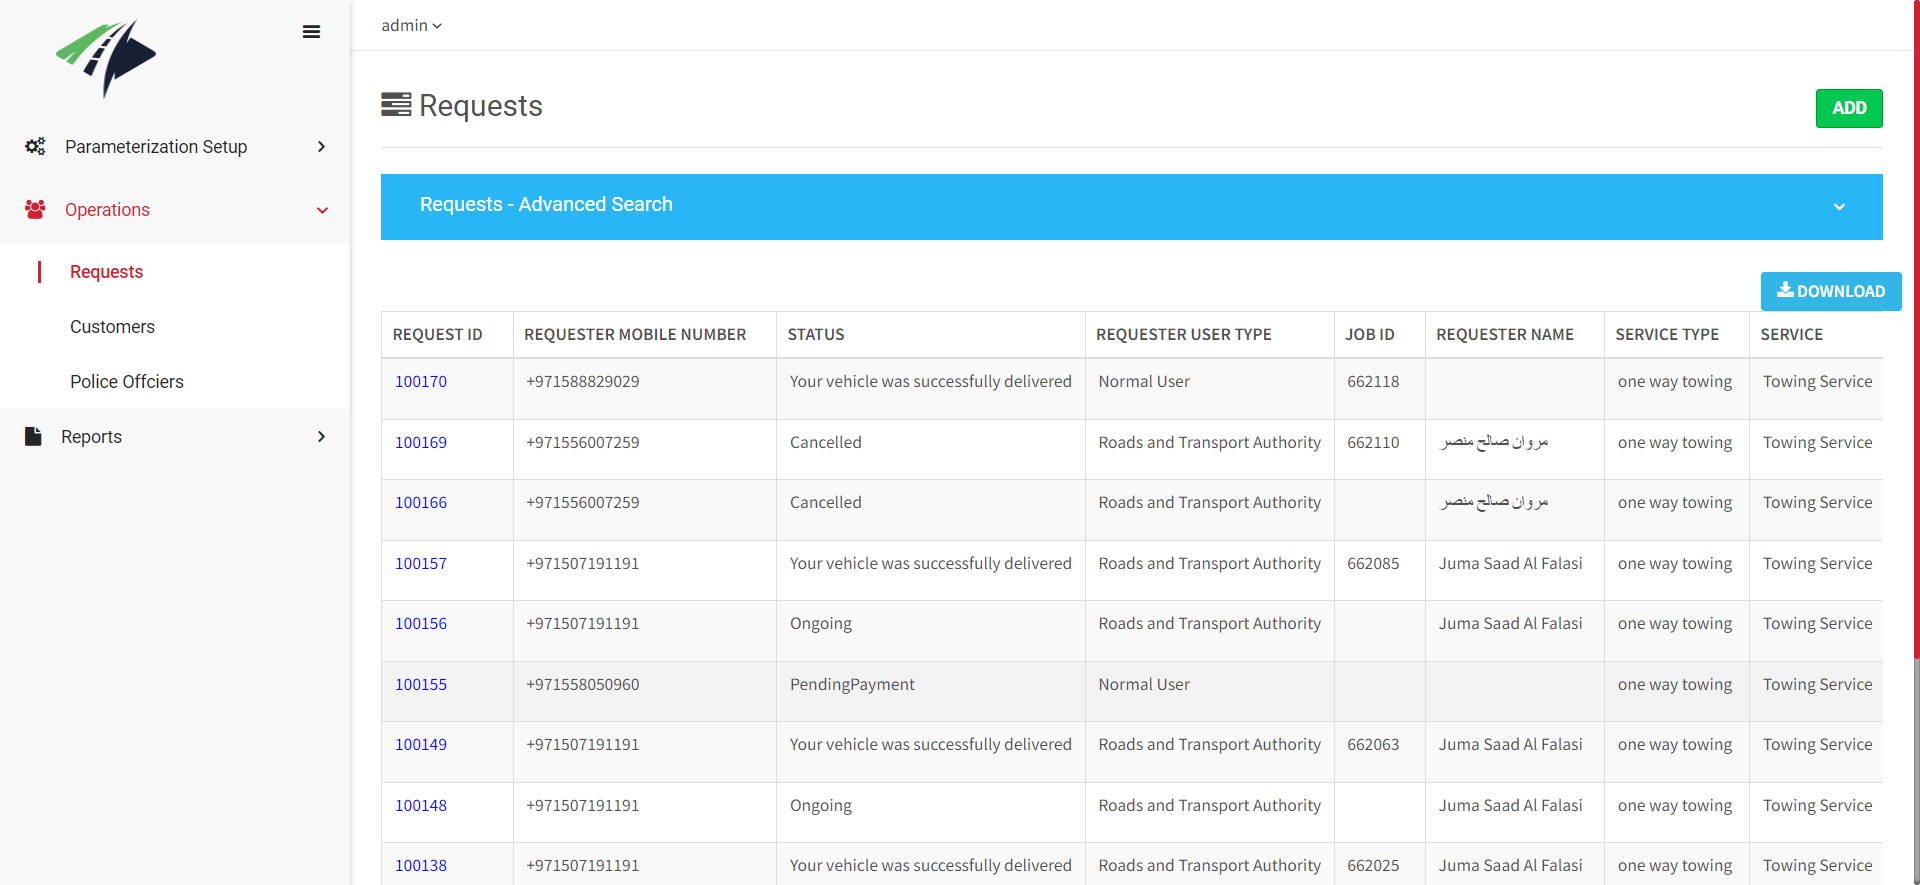 admin
Requests
ADD
Parameterization Setup
Operations
Requests
Customers
Police Offciers
Reports
Requests - Advanced Search
DOWNLOAD
REQUEST ID REQUESTER MOBILE NUMBER STATUS REQUESTER USER TYPE JOB ID REQUESTER NAME SERVICE TYPE SERVICE
100170 +971588829029 Your vehicle was successfully delivered Normal User 662118 one way towing Towing Service
100169 +971556007259 Cancelled Roads and Transport Authority 662110 مروان صالح منصر one way towing Towing Service
100166 +971556007259 Cancelled Roads and Transport Authority مروان صالح منصر one way towing Towing Service
100157 +971507191191 Your vehicle was successfully delivered Roads and Transport Authority 662085 Juma Saad Al Falasi one way towing Towing Service
100156 +971507191191 Ongoing Roads and Transport Authority Juma Saad Al Falasi one way towing Towing Service
100155 +971558050960 PendingPayment Normal User one way towing Towing Service
100149 +971507191191 Your vehicle was successfully delivered Roads and Transport Authority 662063 Juma Saad Al Falasi one way towing Towing Service
100148 +971507191191 Ongoing Roads and Transport Authority Juma Saad Al Falasi one way towing Towing Service
100138 +971507191191 Your vehicle was successfully delivered Roads and Transport Authority 662025 Juma Saad Al Falasi one way towing Towing Service